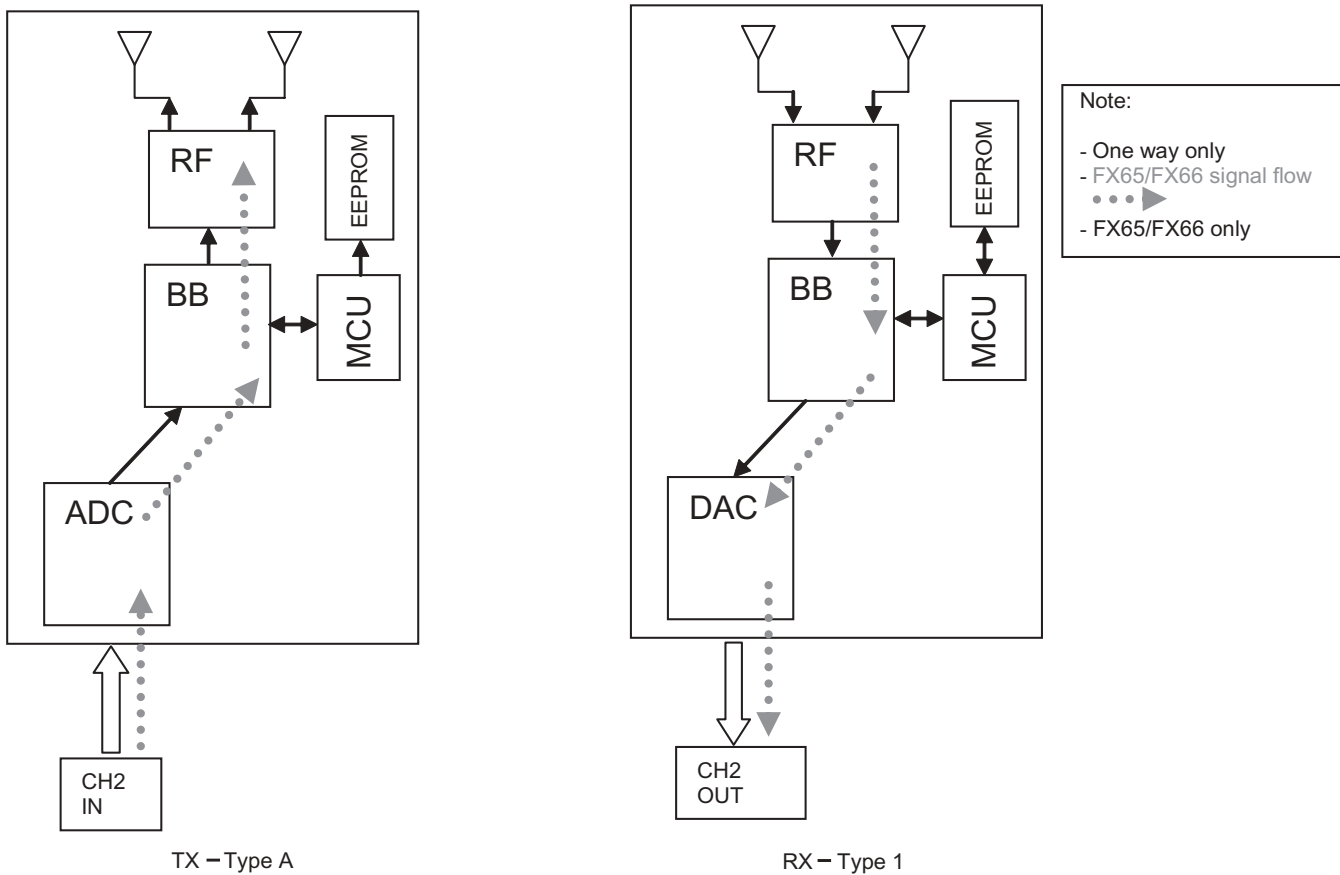 RF
EEPROM
BB
MCU
ADC
CH2
IN
TX – Type A
RF
EEPROM
BB
MCU
DAC
CH2
OUT
RX – Type 1
Note:
- One way only
- FX65/FX66 signal flow
- FX65/FX66 only